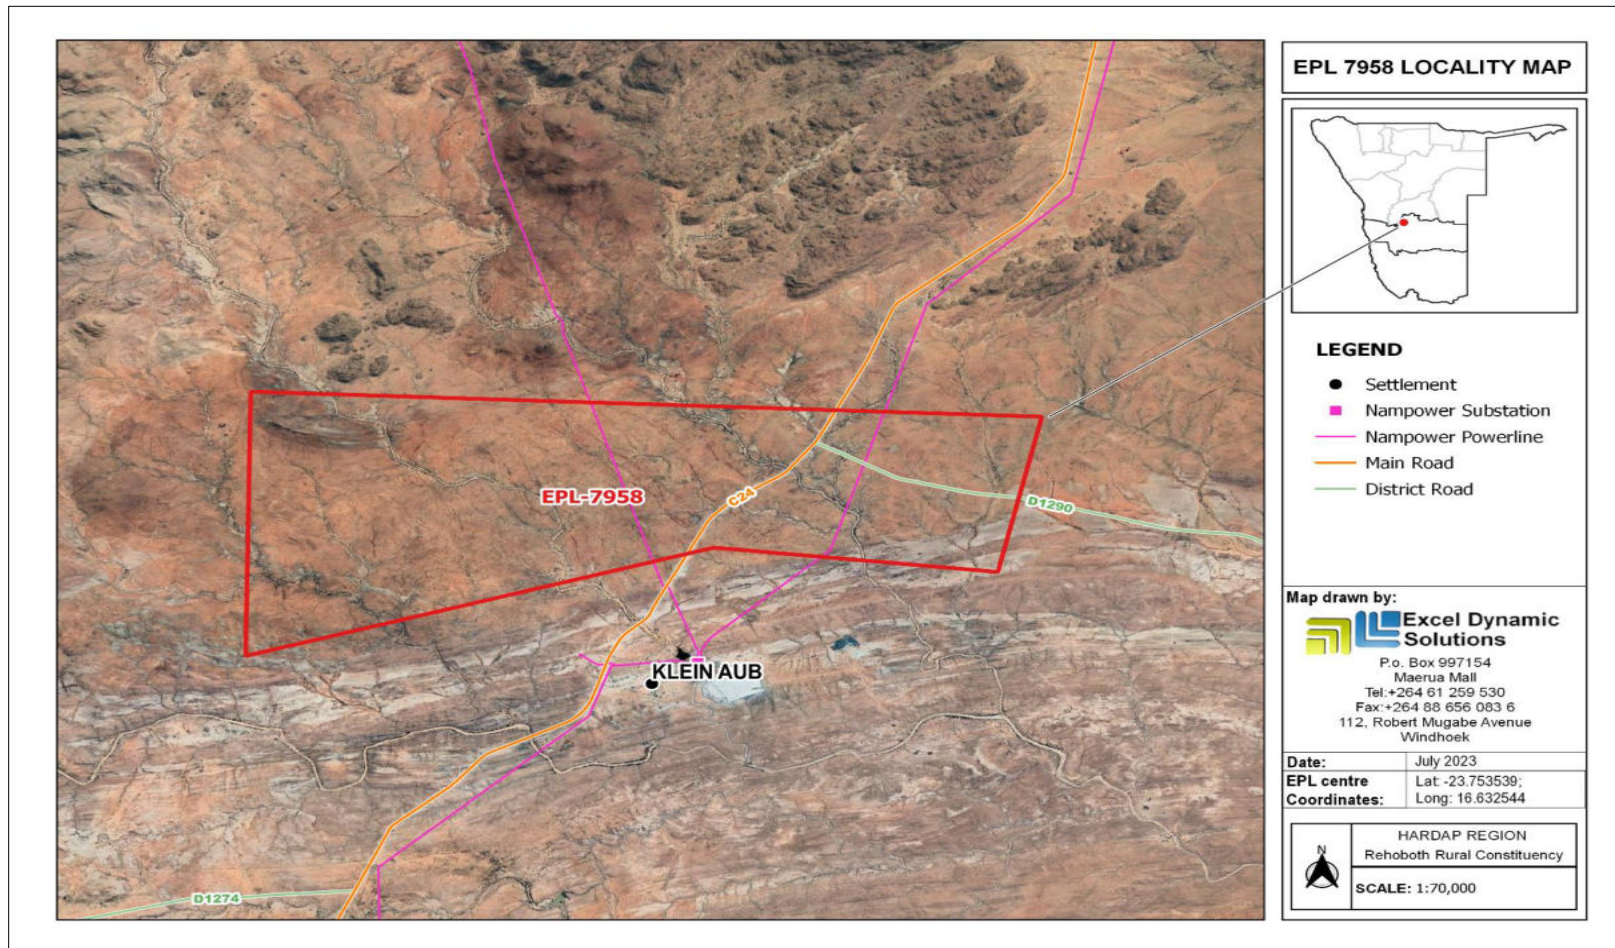 EPL 7958 LOCALITY MAP
EPL-7958
C24
D1290
KLEIN AUB
D1274
LEGEND
Settlement
Nampower Substation
Nampower Powerline
Main Road
District Road
Map drawn by:
Excel Dynamic
Solutions
P.o. Box 997154
Maerua Mall
Tel:+264 61 259 530
Fax:+264 88 656 083 6
112, Robert Mugabe Avenue
Windhoek
Date: July 2023
EPL centre Lat: -23.753539;
Coordinates: Long: 16.632544
N
HARDAP REGION
Rehoboth Rural Constituency
SCALE: 1:70,000